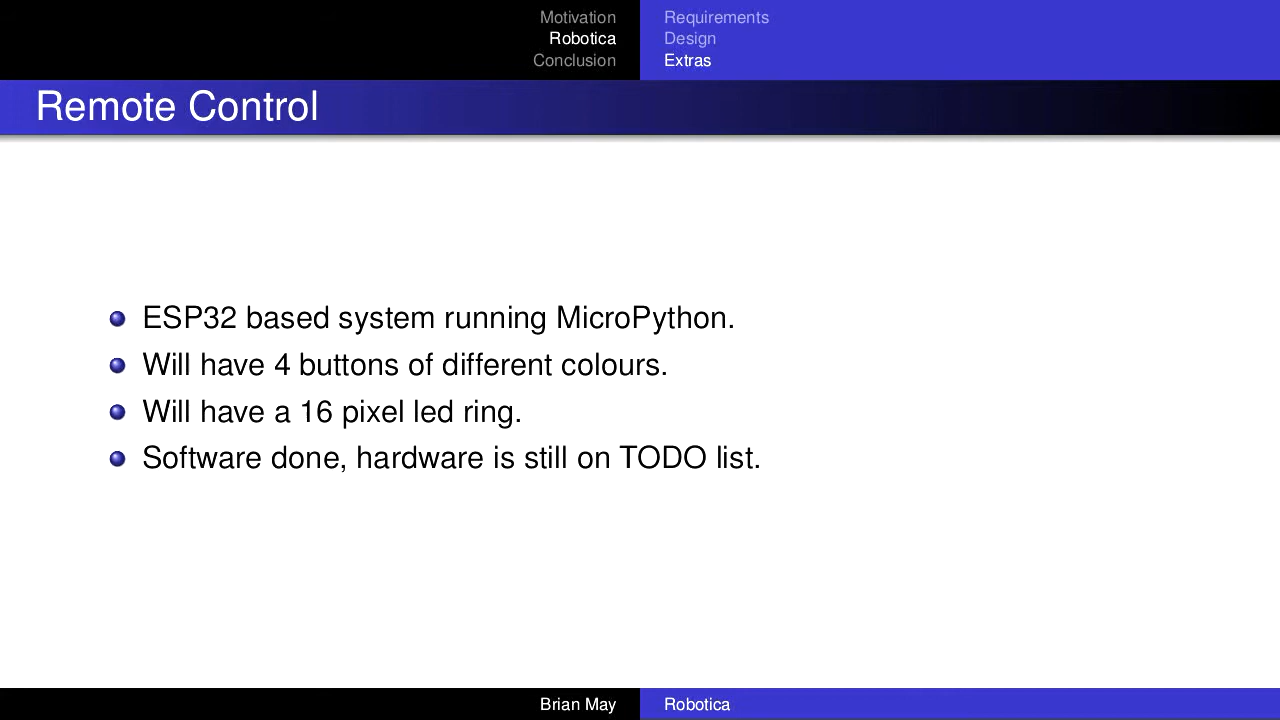 Motivation
Robotica
Conclusion
Requirements
Design
Extras
Remote Control
ESP32 based system running MicroPython.
Will have 4 buttons of different colours.
Will have a 16 pixel led ring.
Software done, hardware is still on TODO list.
Brian May
Robotica